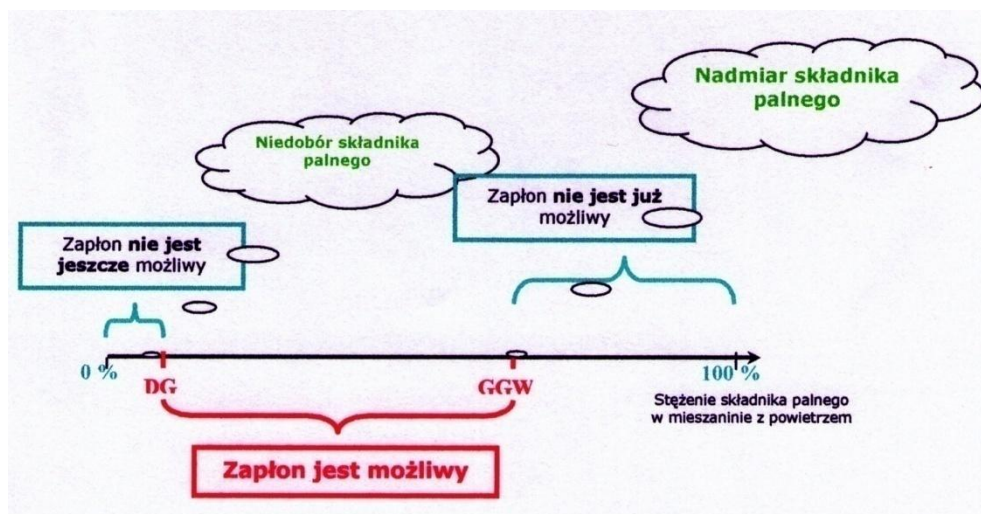 Nadmiar składnika
palnego
Niedobór składnika
palnego
Zapłon nie jest już
możliwy
Zapłon nie jest
jeszcze możliwy
0 %
DG
GGW
100 %
Stężenie składnika palnego
w mieszaninie z powietrzem
Zapłon jest możliwy